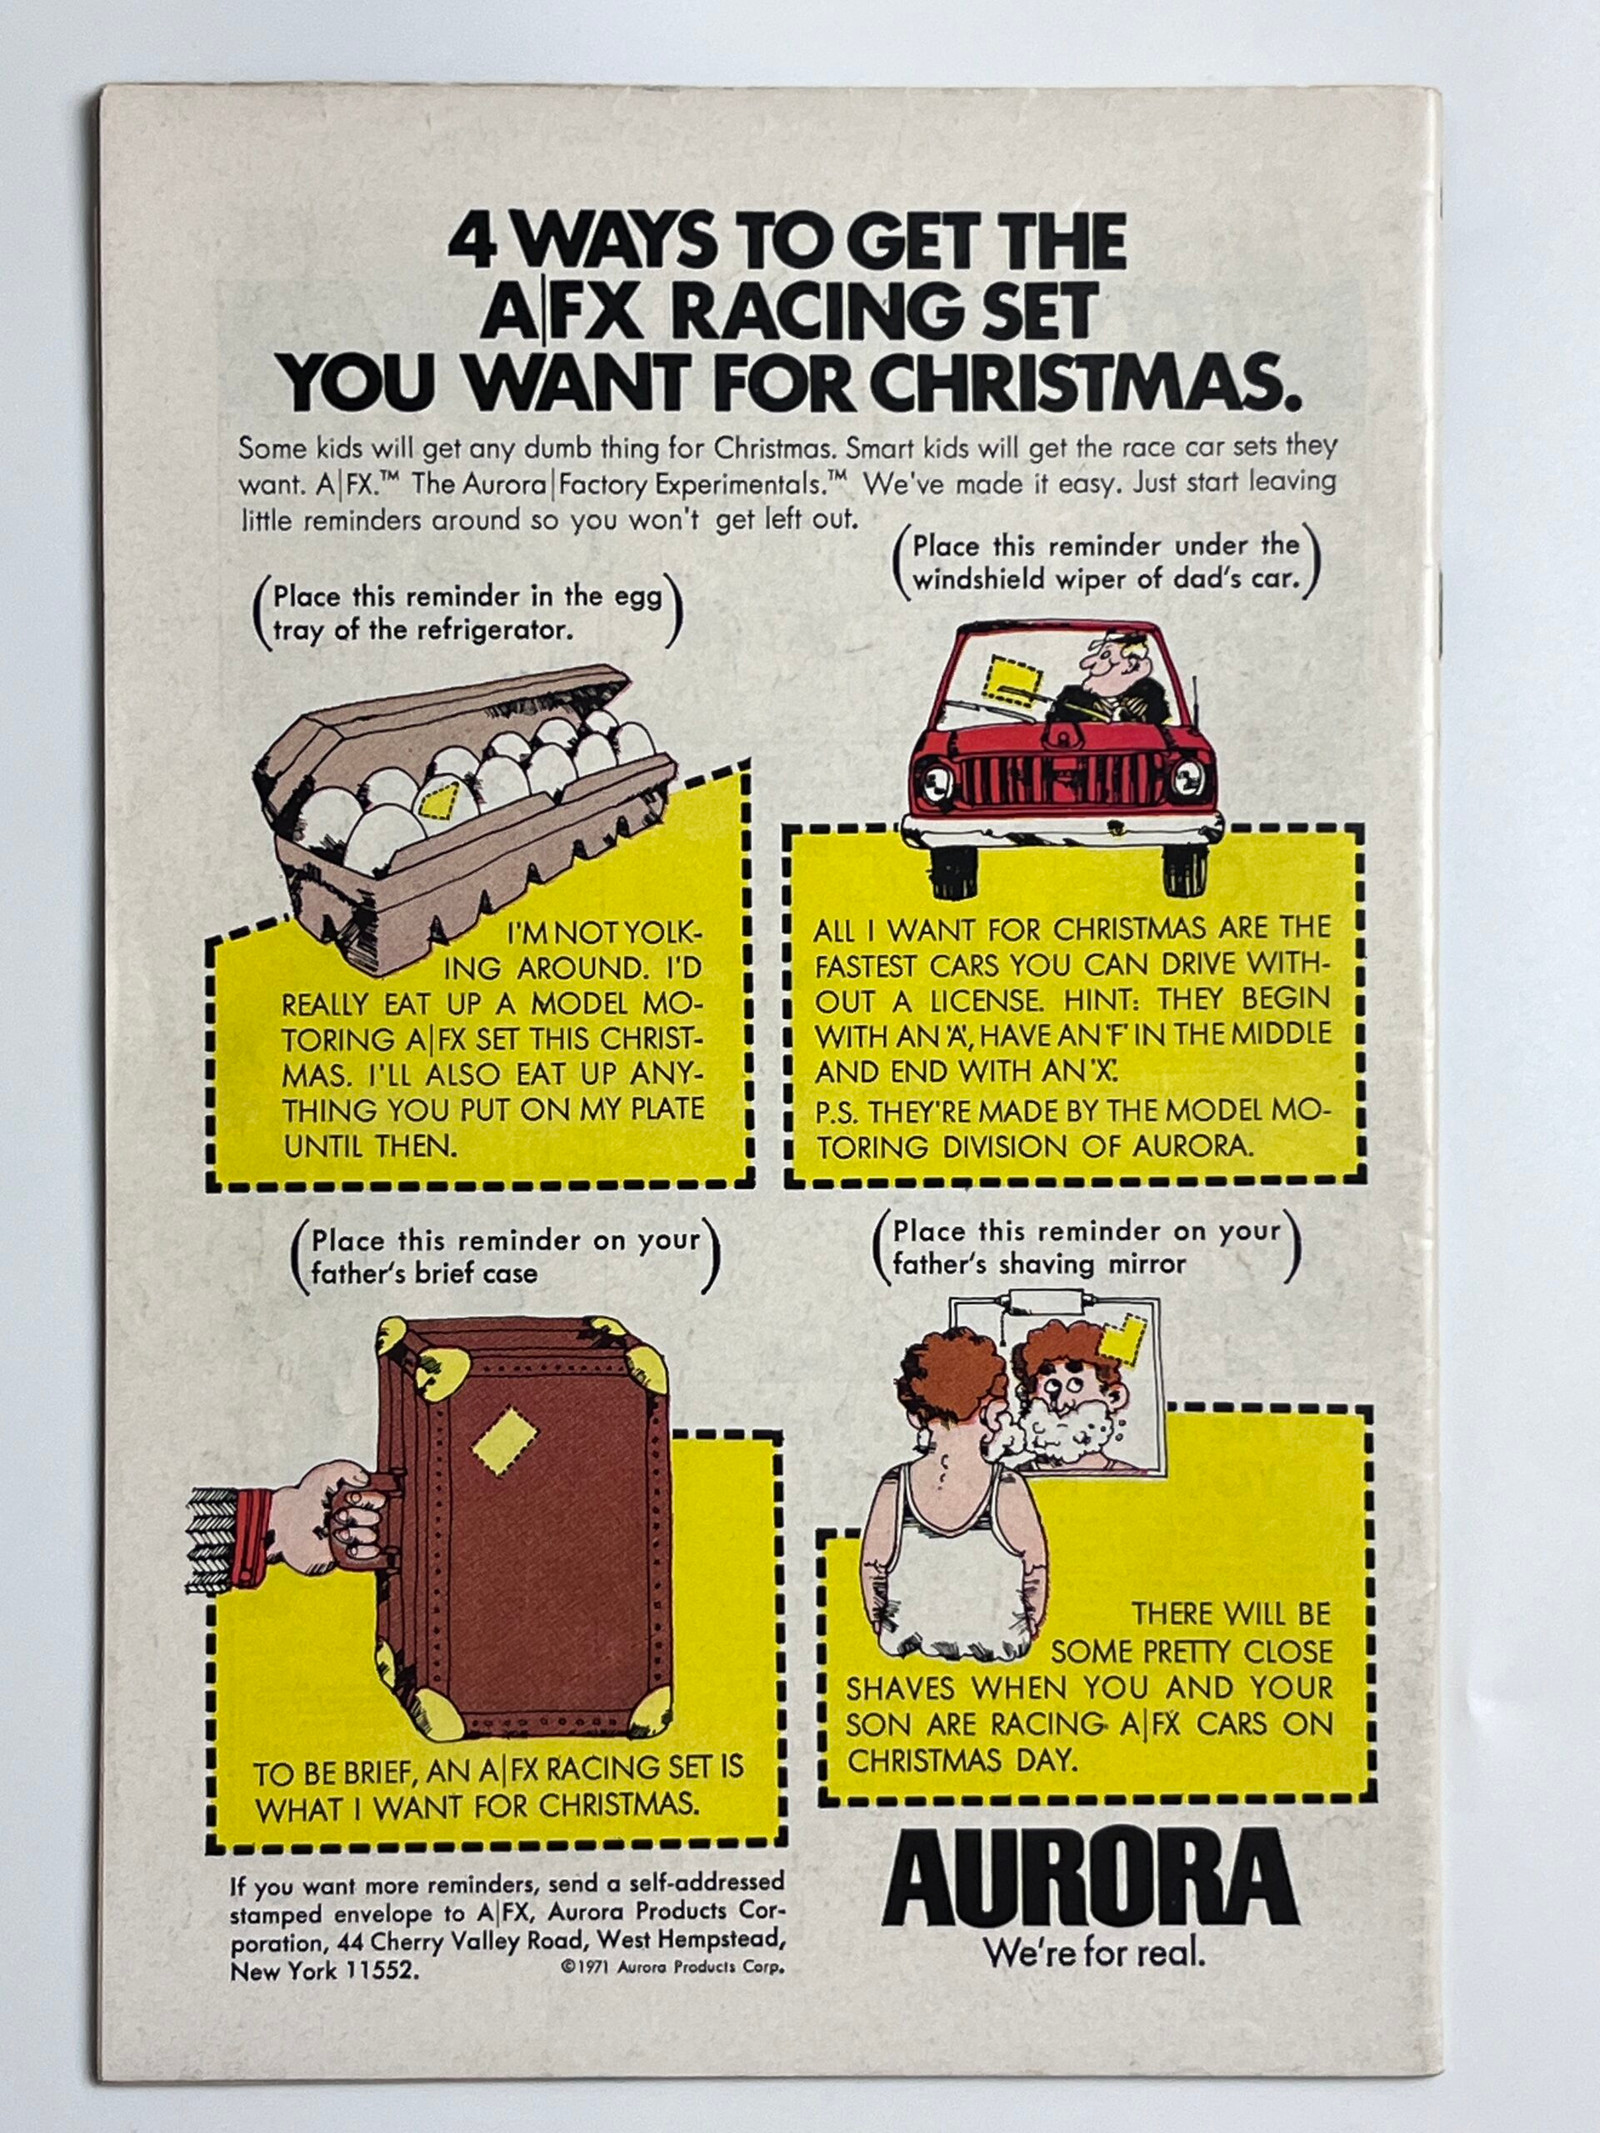 4 WAYS TO GET THE
A|FX RACING SET
YOU WANT FOR CHRISTMAS.
Some kids will get any dumb thing for Christmas. Smart kids will get the race car sets they
want. A|FX.™ The Aurora|Factory Experimentals.™ We've made it easy. Just start leaving
little reminders around so you won't get left out.
(Place this reminder in the egg
tray of the refrigerator.)
(Place this reminder under the
windshield wiper of dad's car.)
I'M NOT YOLK-
ING AROUND. I'D
REALLY EAT UP A MODEL MO-
TORING A|FX SET THIS CHRIST-
MAS. I'LL ALSO EAT UP ANY-
THING YOU PUT ON MY PLATE
UNTIL THEN.
ALL I WANT FOR CHRISTMAS ARE THE
FASTEST CARS YOU CAN DRIVE WITH-
OUT A LICENSE. HINT: THEY BEGIN
WITH AN 'A', HAVE AN 'F' IN THE MIDDLE
AND END WITH AN 'X'.
P.S. THEY'RE MADE BY THE MODEL MO-
TORING DIVISION OF AURORA.
(Place this reminder on your
father's brief case)
(Place this reminder on your
father's shaving mirror)
TO BE BRIEF, AN A|FX RACING SET IS
WHAT I WANT FOR CHRISTMAS.
THERE WILL BE
SOME PRETTY CLOSE
SHAVES WHEN YOU AND YOUR
SON ARE RACING A|FX CARS ON
CHRISTMAS DAY.
If you want more reminders, send a self-addressed
stamped envelope to A|FX, Aurora Products Cor-
poration, 44 Cherry Valley Road, West Hempstead,
New York 11552.
©1971 Aurora Products Corp.
AURORA
We're for real.